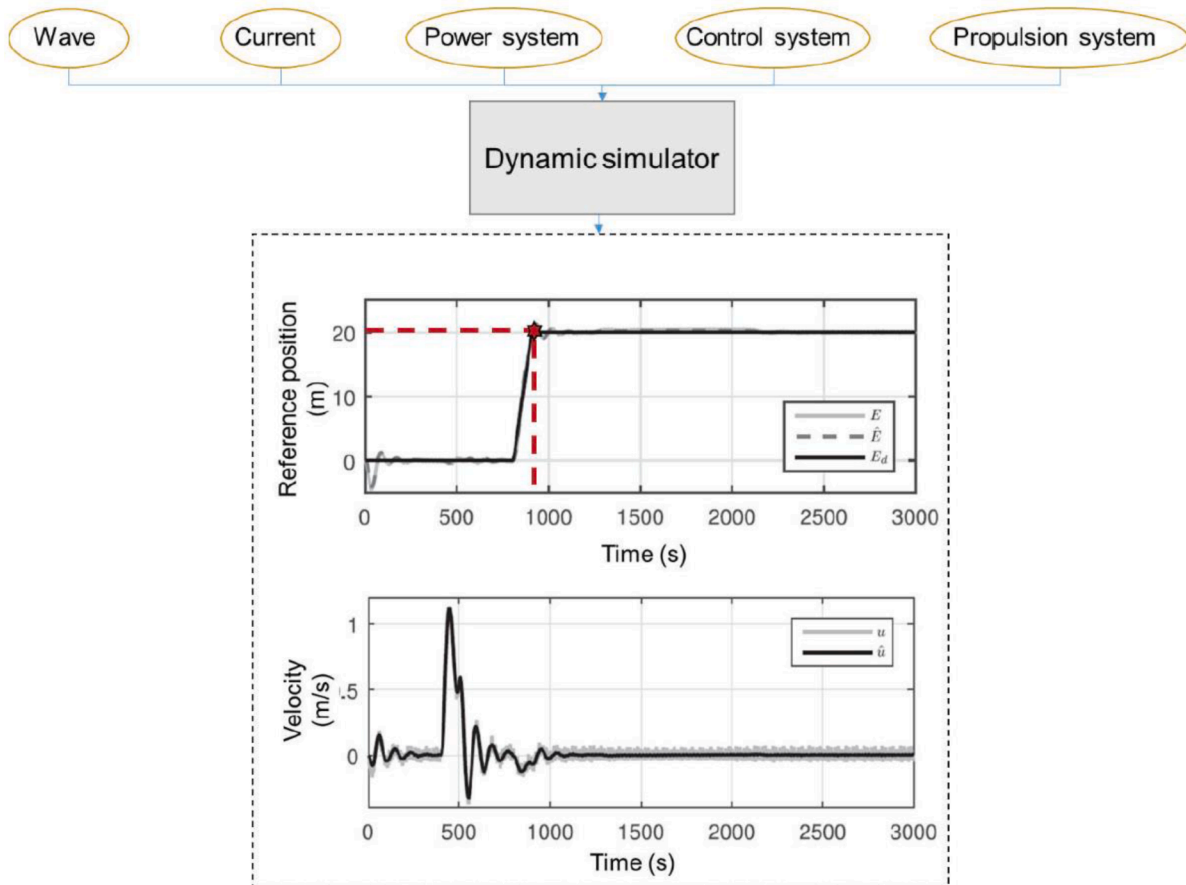 Wave
Current
Power system
Control system
Propulsion system
Dynamic simulator
Reference position
(m)
20
10
0
E
Ê
E_d
0
500
1000
1500
2000
2500
3000
Time (s)
Velocity
(m/s)
1
.5
0
u
û
0
500
1000
1500
2000
2500
3000
Time (s)